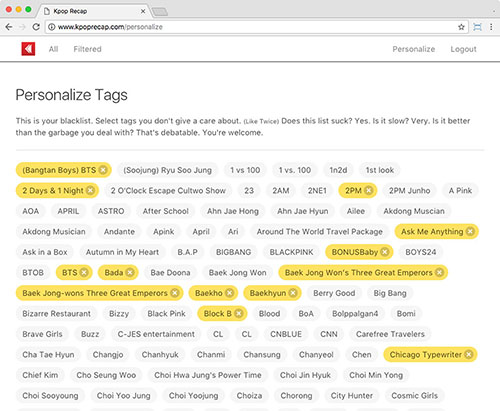 Kpop Recap
www.kpoprecap.com/personalize
All Filtered Personalize Logout
Personalize Tags
This is your blacklist. Select tags you don't give a care about. (Like Twice) Does this list suck? Yes. Is it slow? Very. Is it better
than the garbage you deal with? That's debatable. You're welcome.
(Bangtan Boys) BTS (Soojung) Ryu Soo Jung 1 vs 100 1 vs. 100 1n2d 1st look
2 Days & 1 Night 2 O'Clock Escape Cultwo Show 23 2AM 2NE1 2PM 2PM Junho A Pink
AOA APRIL ASTRO After School Ahn Jae Hong Ahn Jae Hyun Ailee Akdong Muscian
Akdong Musician Andante Apink April Ari Around The World Travel Package Ask Me Anything
Ask in a Box Autumn in My Heart B.A.P BIGBANG BLACKPINK BONUSBaby BOYS24
BTOB BTS Bada Bae Doona Baek Jong Won Baek Jong Won's Three Great Emperors
Baek Jong-wons Three Great Emperors Baekho Baekhyun Berry Good Big Bang
Bizarre Restaurant Bizzy Black Pink Block B Blood BoA Bolppalgan4 Bomi
Brave Girls Buzz C-JES entertainment CL CL CNBLUE CNN Carefree Travelers
Cha Tae Hyun Changjo Chanhyuk Chanmi Chansung Chanyeol Chen Chicago Typewriter
Chief Kim Cho Seung Woo Choi Hwa Jung's Power Time Choi Jin Hyuk Choi Min Yong
Choi Sooyoung Choi Yoo Jung Choi Yoojung Choiza Chorong City Hunter Cosmic Girls